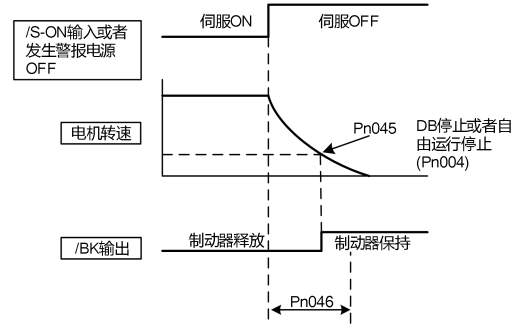 /S-ON输入或者
发生警报电源
OFF
伺服ON
伺服OFF
电机转速
Pn045
DB停止或者自
由运行停止
(Pn004)
/BK输出
制动器释放
制动器保持
Pn046